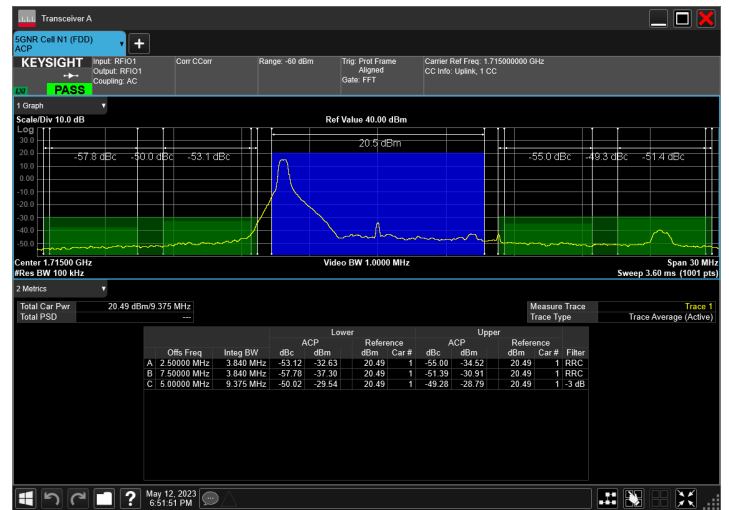 Transceiver A
5GNR Cell N1 (FDD)
ACP
KEYSIGHT
LXI
PASS
Input: RFIO1
Output: RFIO1
Coupling: AC
Corr CCorr
Range: -60 dBm
Trig: Prot Frame
Aligned
Gate: FFT
Carrier Ref Freq: 1.715000000 GHz
CC Info: Uplink, 1 CC
1 Graph
Scale/Div 10.0 dB
Ref Value 40.00 dBm
Log
30.0
20.0
10.0
0.00
-10.0
-20.0
-30.0
-40.0
-50.0
-57.8 dBc
-50.0 dBc
-53.1 dBc
20.5 dBm
-55.0 dBc
-49.3 dBc
-51.4 dBc
Center 1.71500 GHz
Video BW 1.0000 MHz
Span 30 MHz
#Res BW 100 kHz
Sweep 3.60 ms (1001 pts)
2 Metrics
Total Car Pwr 20.49 dBm/9.375 MHz
Total PSD ---
Measure Trace Trace 1
Trace Type Trace Average (Active)
Lower Upper
ACP Reference ACP Reference
Offs Freq Integ BW dBc dBm dBm Car # dBc dBm dBm Car # Filter
A 2.50000 MHz 3.840 MHz -53.12 -32.63 20.49 1 -55.00 -34.52 20.49 1 RRC
B 7.50000 MHz 3.840 MHz -57.78 -37.30 20.49 1 -51.39 -30.91 20.49 1 RRC
C 5.00000 MHz 9.375 MHz -50.02 -29.54 20.49 1 -49.28 -28.79 20.49 1 -3 dB
May 12, 2023
6:51:51 PM